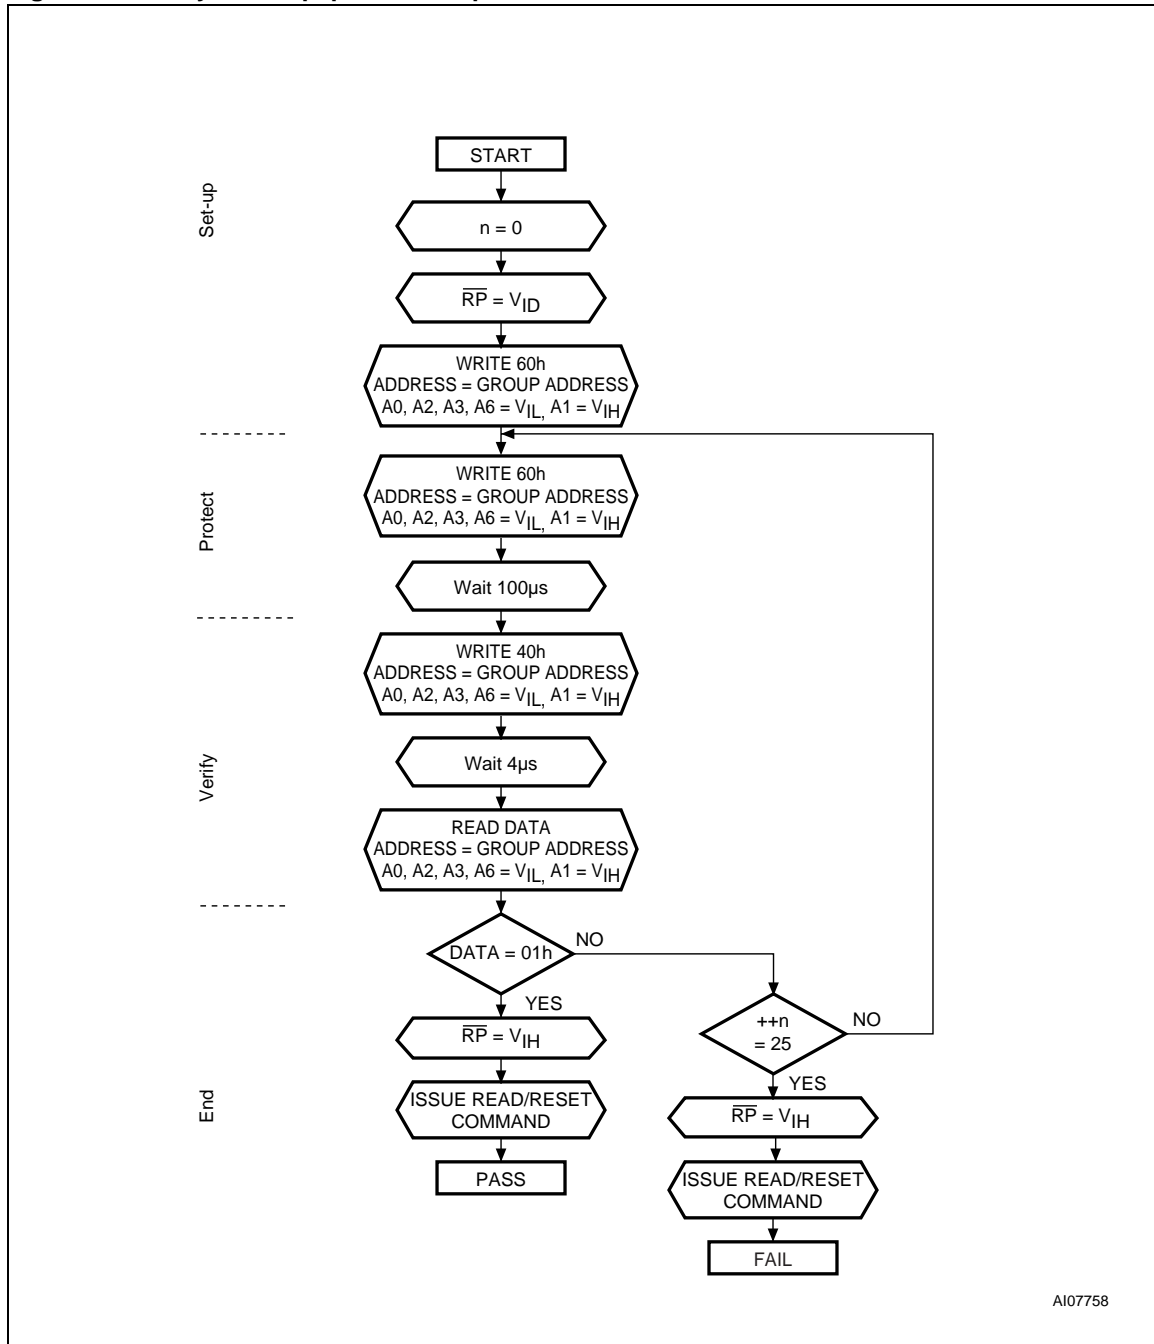 START
Set-up
n = 0
RP = VID
WRITE 60h
ADDRESS = GROUP ADDRESS
A0, A2, A3, A6 = VIL, A1 = VIH
Protect
WRITE 60h
ADDRESS = GROUP ADDRESS
A0, A2, A3, A6 = VIL, A1 = VIH
Wait 100µs
WRITE 40h
ADDRESS = GROUP ADDRESS
A0, A2, A3, A6 = VIL, A1 = VIH
Verify
Wait 4µs
READ DATA
ADDRESS = GROUP ADDRESS
A0, A2, A3, A6 = VIL, A1 = VIH
DATA = 01h
NO
YES
++n
= 25
NO
YES
End
RP = VIH
ISSUE READ/RESET
COMMAND
PASS
RP = VIH
ISSUE READ/RESET
COMMAND
FAIL
AI07758